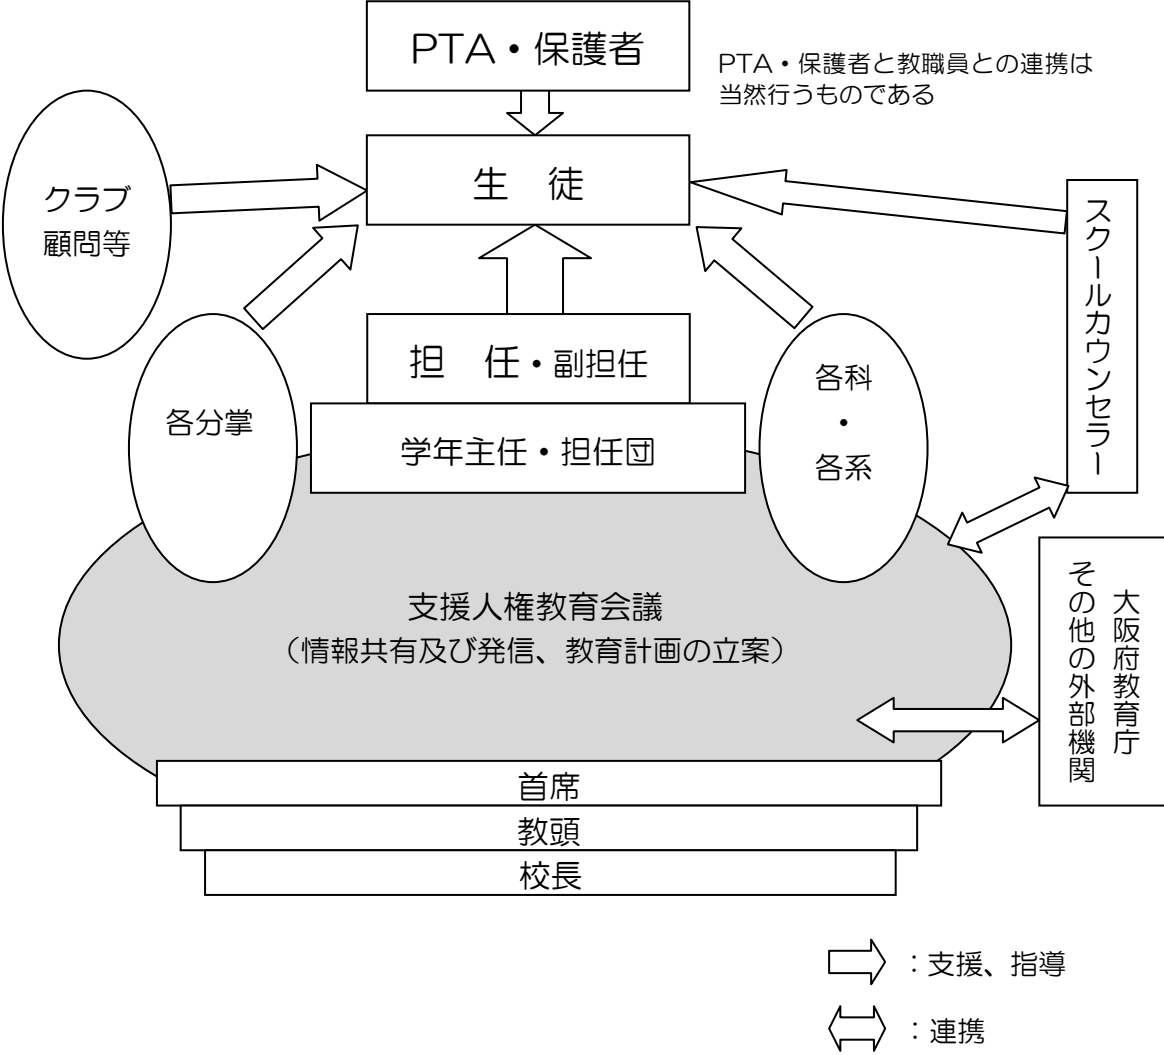 PTA・保護者
PTA・保護者と教職員との連携は
当然行うものである
生　徒
クラブ
顧問等
スクールカウンセラー
担　任・副担任
各分掌
各科
・
各系
学年主任・担任団
支援人権教育会議
（情報共有及び発信、教育計画の立案）
大阪府教育庁
その他の外部機関
首席
教頭
校長
：支援、指導
：連携